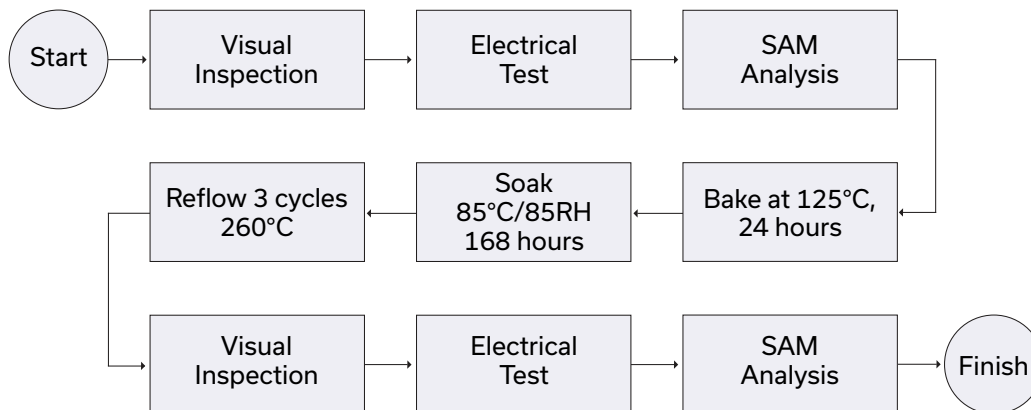 Start
Visual
Inspection
Electrical
Test
SAM
Analysis
Reflow 3 cycles
260°C
Soak
85°C/85RH
168 hours
Bake at 125°C,
24 hours
Visual
Inspection
Electrical
Test
SAM
Analysis
Finish